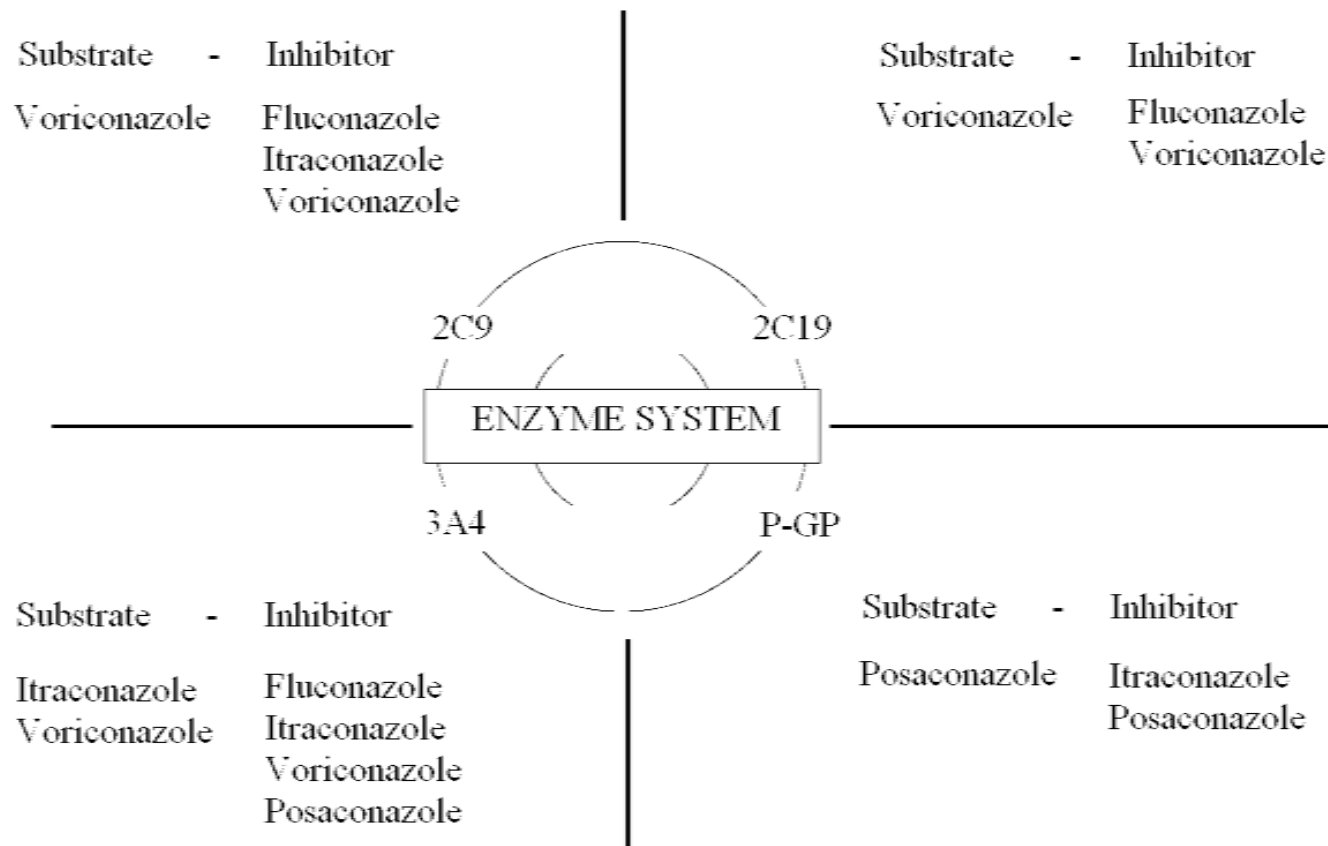 Substrate - Inhibitor
Voriconazole Fluconazole
Itraconazole
Voriconazole
Substrate - Inhibitor
Voriconazole Fluconazole
Voriconazole
2C9 2C19
ENZYME SYSTEM
3A4 P-GP
Substrate - Inhibitor
Itraconazole Fluconazole
Voriconazole Itraconazole
Voriconazole
Posaconazole
Substrate - Inhibitor
Posaconazole Itraconazole
Posaconazole